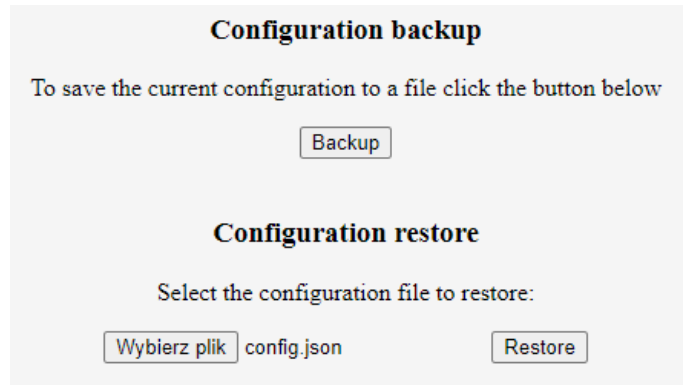 Configuration backup
To save the current configuration to a file click the button below
Backup
Configuration restore
Select the configuration file to restore:
Wybierz plik config.json Restore